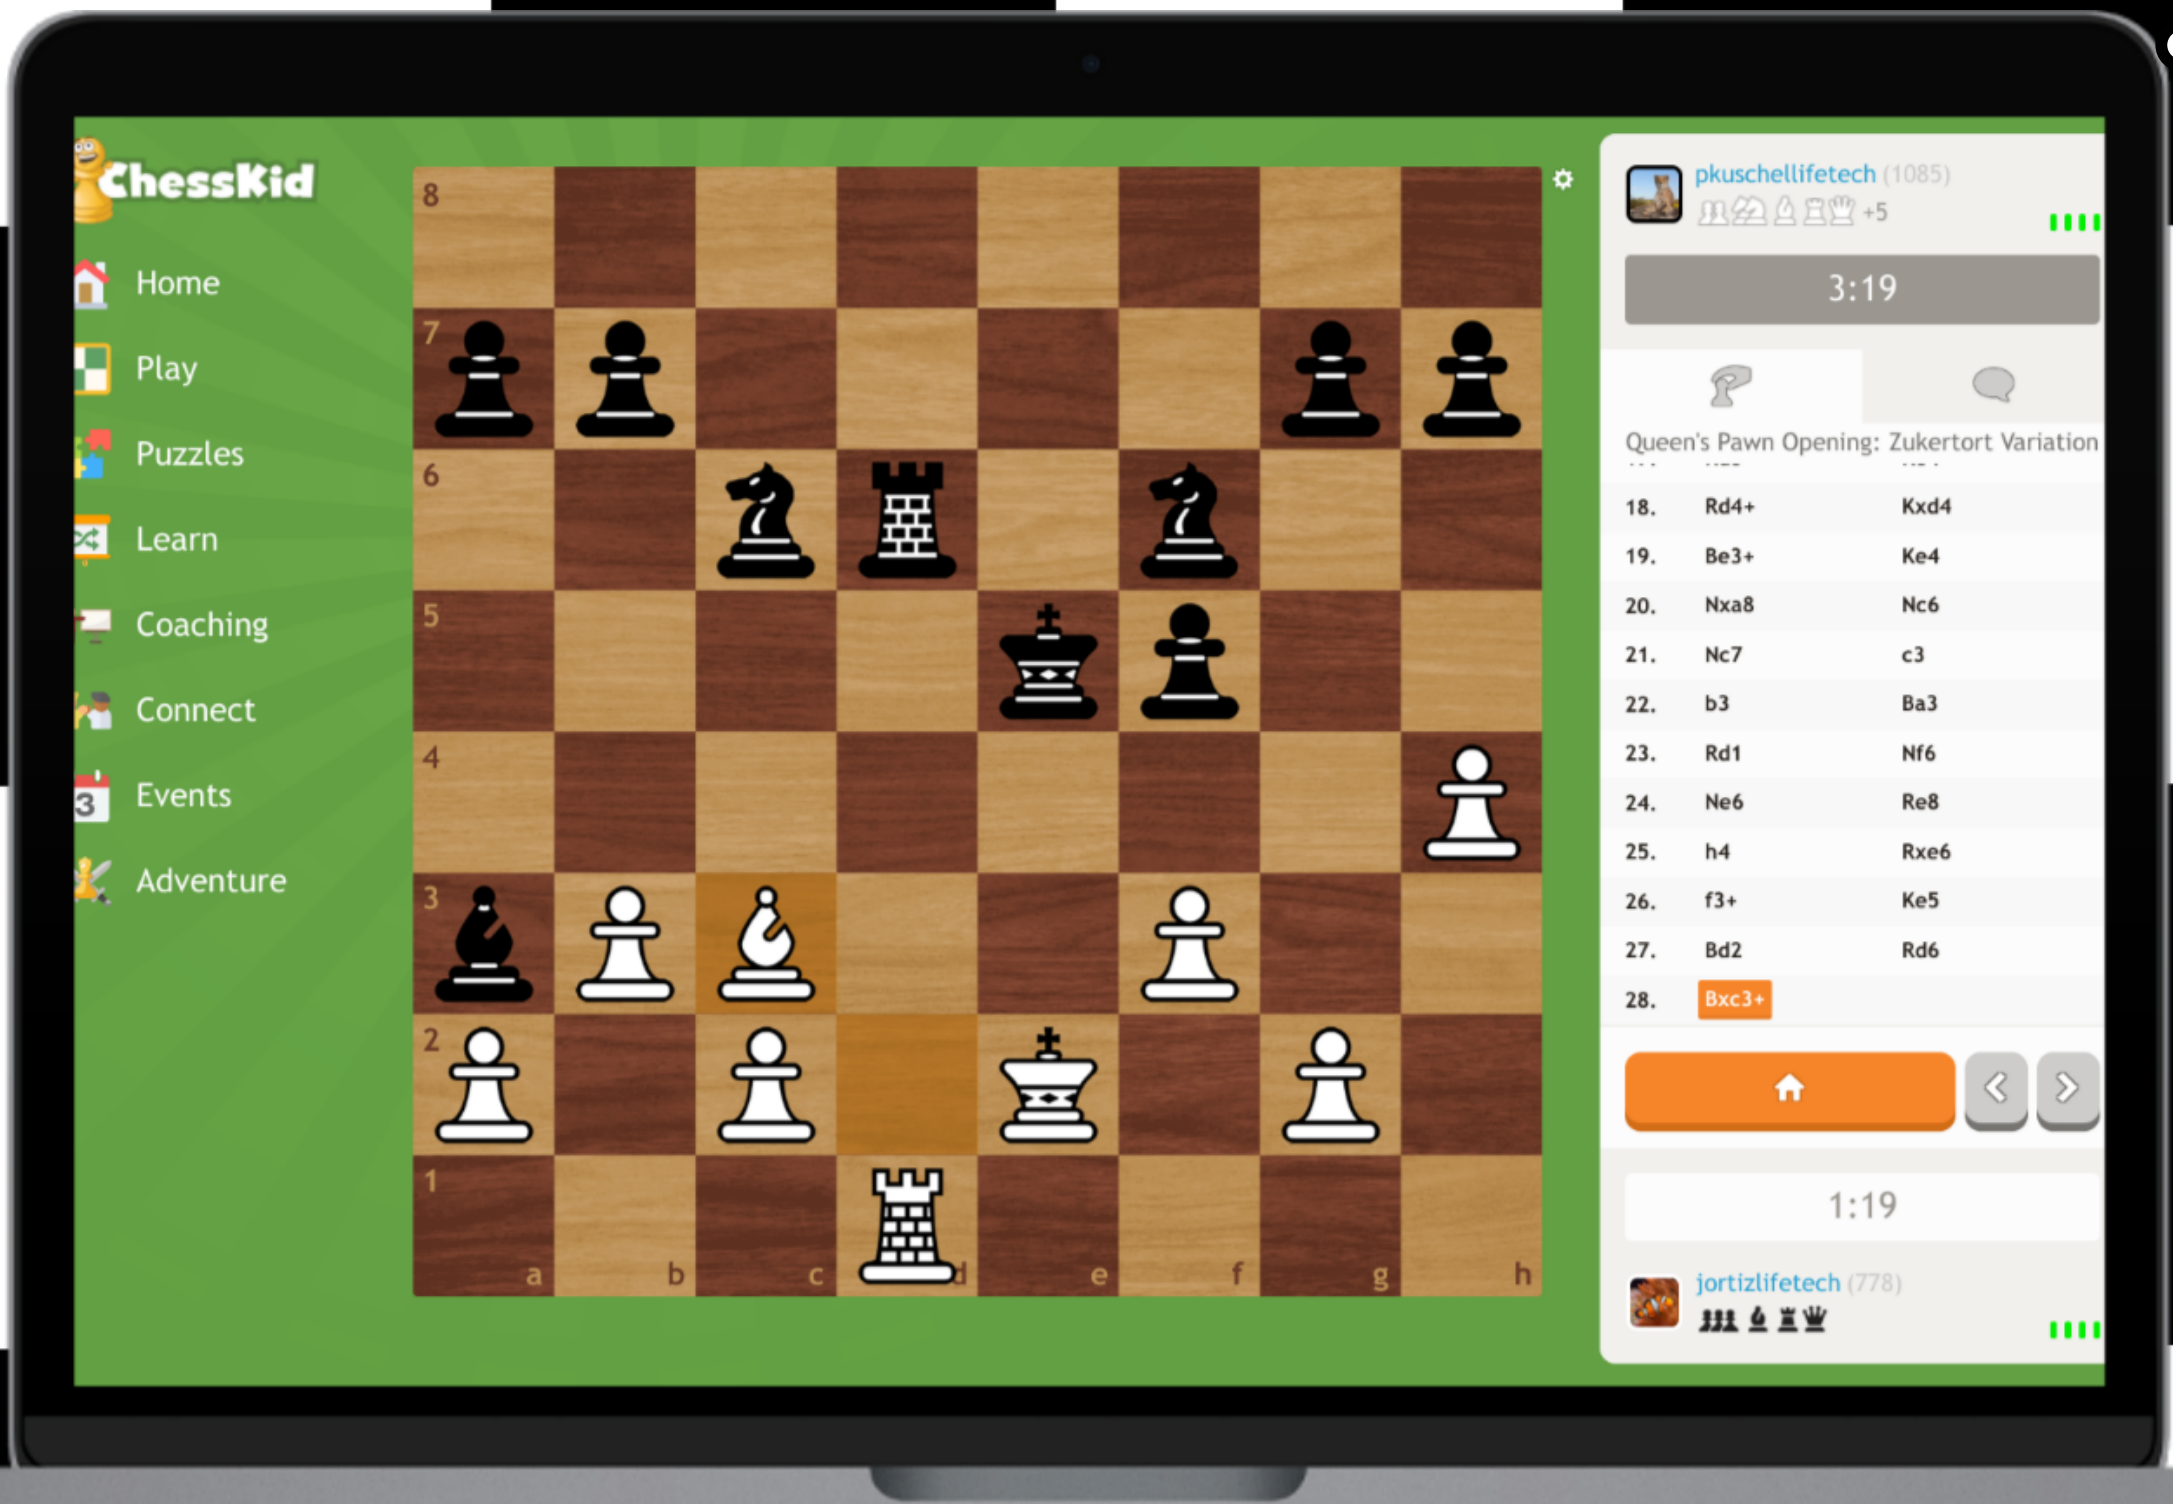 ChessKid
Home
Play
Puzzles
Learn
Coaching
Connect
3 Events
Adventure
8
7
6
5
4
3
2
1
a b c d e f g h
pkuschellifetech (1085)
+5
3:19
Queen's Pawn Opening: Zukertort Variation
18. Rd4+ Kxd4
19. Be3+ Ke4
20. Nxa8 Nc6
21. Nc7 c3
22. b3 Ba3
23. Rd1 Nf6
24. Ne6 Re8
25. h4 Rxe6
26. f3+ Ke5
27. Bd2 Rd6
28. Bxc3+
1:19
jortizlifetech (778)